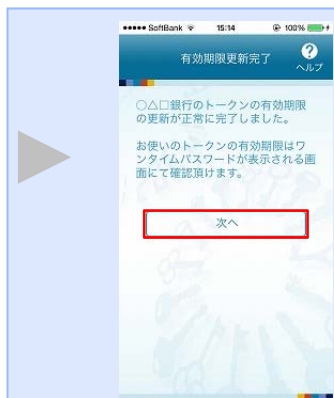 ●●●●● SoftBank 15:14 100%
有効期限更新完了
?
ヘルプ
○△□銀行のトークンの有効期限
の更新が正常に完了しました。
お使いのトークンの有効期限はワ
ンタイムパスワードが表示される画
面にて確認頂けます。
次へ